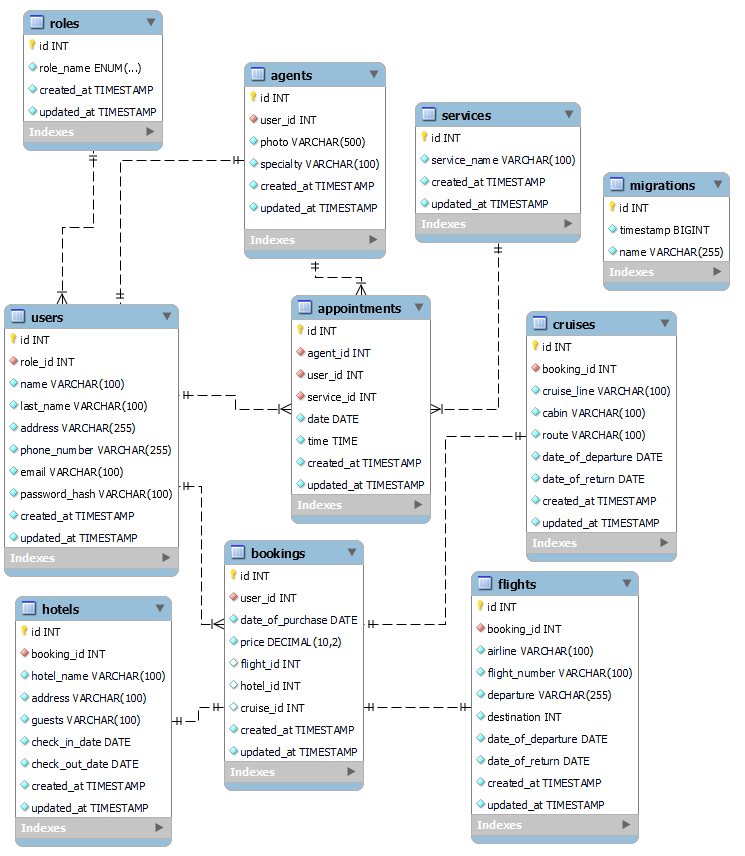 roles
id INT
role_name ENUM(...)
created_at TIMESTAMP
updated_at TIMESTAMP
Indexes
agents
id INT
user_id INT
photo VARCHAR(500)
specialty VARCHAR(100)
created_at TIMESTAMP
updated_at TIMESTAMP
Indexes
services
id INT
service_name VARCHAR(100)
created_at TIMESTAMP
updated_at TIMESTAMP
Indexes
migrations
id INT
timestamp BIGINT
name VARCHAR(255)
Indexes
users
id INT
role_id INT
name VARCHAR(100)
last_name VARCHAR(100)
address VARCHAR(255)
phone_number VARCHAR(255)
email VARCHAR(100)
password_hash VARCHAR(100)
created_at TIMESTAMP
updated_at TIMESTAMP
Indexes
appointments
id INT
agent_id INT
user_id INT
service_id INT
date DATE
time TIME
created_at TIMESTAMP
updated_at TIMESTAMP
Indexes
cruises
id INT
booking_id INT
cruise_line VARCHAR(100)
cabin VARCHAR(100)
route VARCHAR(100)
date_of_departure DATE
date_of_return DATE
created_at TIMESTAMP
updated_at TIMESTAMP
Indexes
bookings
id INT
user_id INT
date_of_purchase DATE
price DECIMAL(10,2)
flight_id INT
hotel_id INT
cruise_id INT
created_at TIMESTAMP
updated_at TIMESTAMP
Indexes
hotels
id INT
booking_id INT
hotel_name VARCHAR(100)
address VARCHAR(100)
guests VARCHAR(100)
check_in_date DATE
check_out_date DATE
created_at TIMESTAMP
updated_at TIMESTAMP
Indexes
flights
id INT
booking_id INT
airline VARCHAR(100)
flight_number VARCHAR(100)
departure VARCHAR(255)
destination INT
date_of_departure DATE
date_of_return DATE
created_at TIMESTAMP
updated_at TIMESTAMP
Indexes